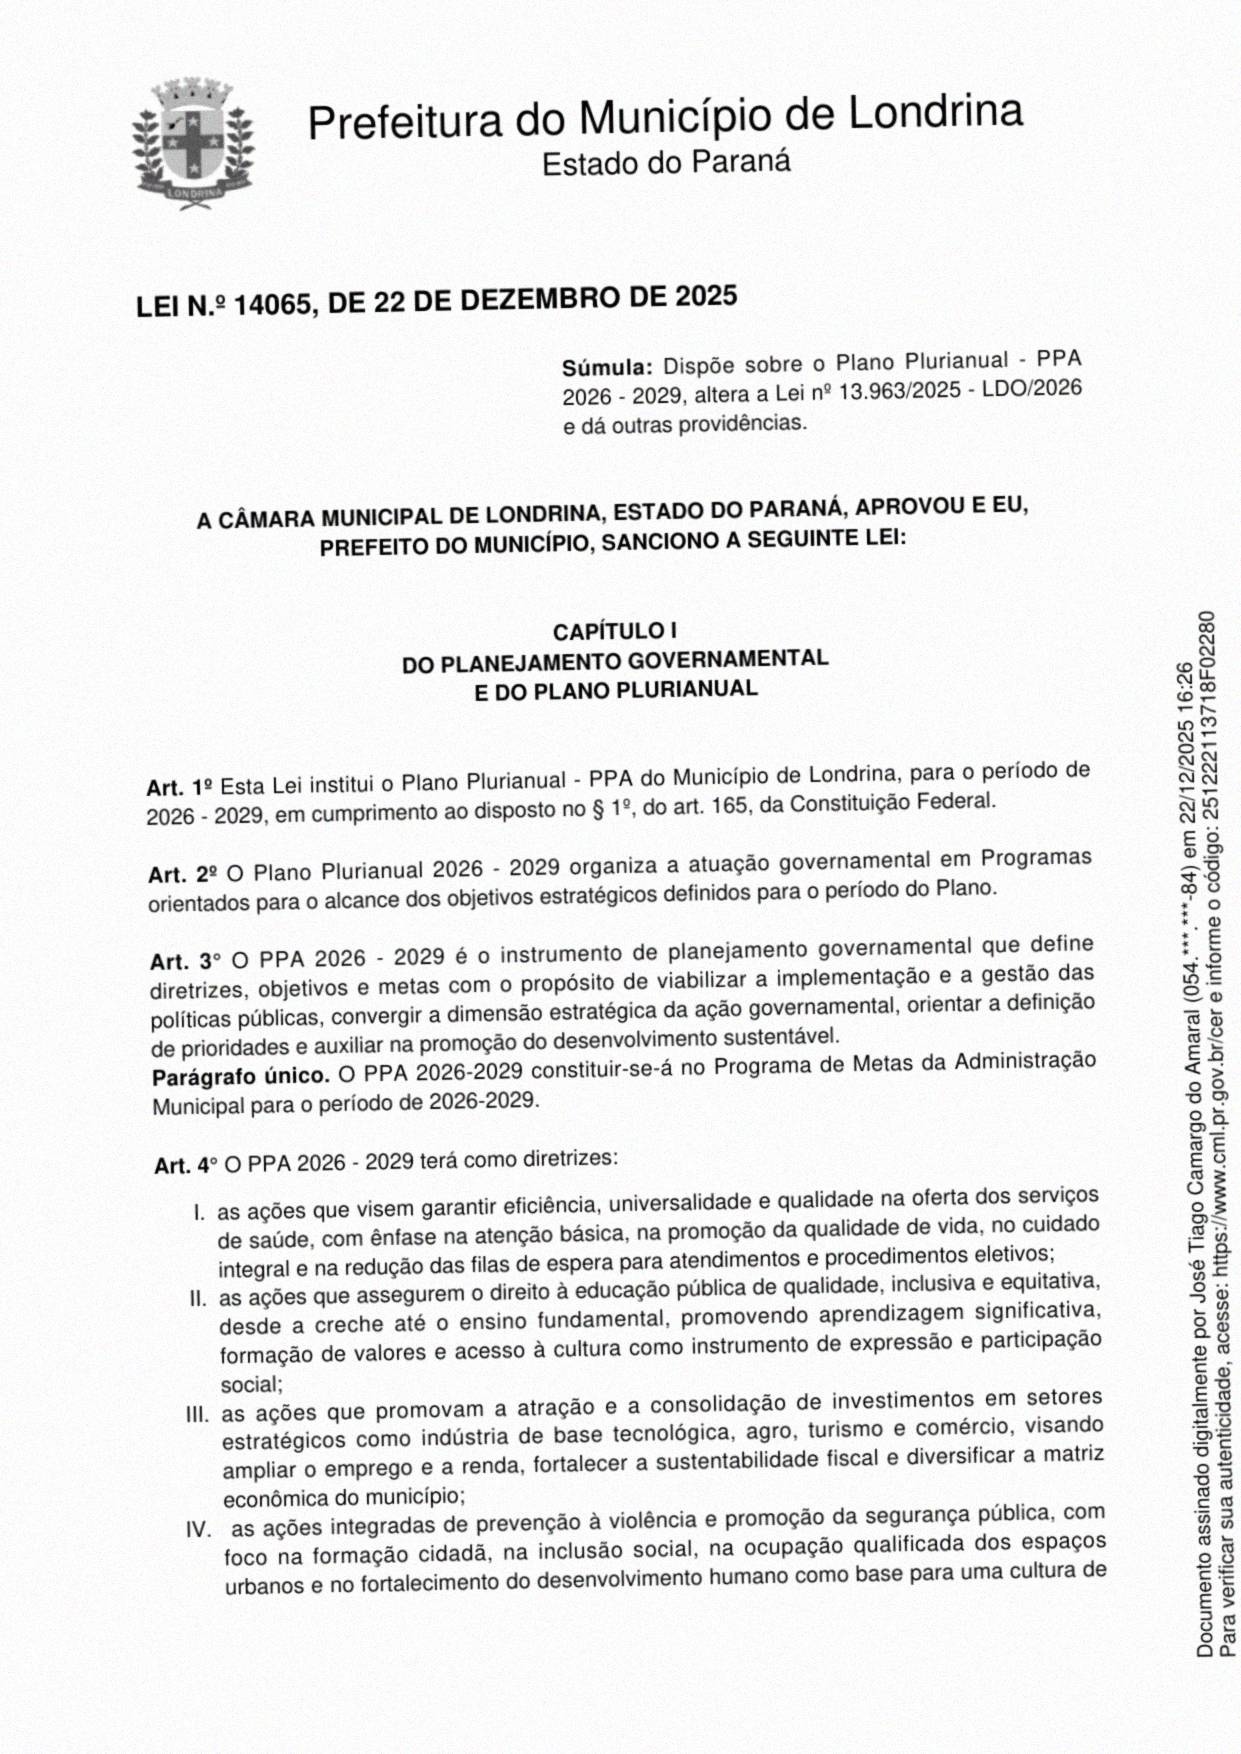 LONDRINA
Prefeitura do Município de Londrina
Estado do Paraná
LEI N.º 14065, DE 22 DE DEZEMBRO DE 2025
Súmula: Dispõe sobre o Plano Plurianual - PPA
2026 - 2029, altera a Lei nº 13.963/2025 - LDO/2026
e dá outras providências.
A CÂMARA MUNICIPAL DE LONDRINA, ESTADO DO PARANÁ, APROVOU E EU,
PREFEITO DO MUNICÍPIO, SANCIONO A SEGUINTE LEI:
CAPÍTULO I
DO PLANEJAMENTO GOVERNAMENTAL
E DO PLANO PLURIANUAL
Art. 1º Esta Lei institui o Plano Plurianual - PPA do Município de Londrina, para o período de
2026 - 2029, em cumprimento ao disposto no § 1º, do art. 165, da Constituição Federal.
Art. 2º O Plano Plurianual 2026 - 2029 organiza a atuação governamental em Programas
orientados para o alcance dos objetivos estratégicos definidos para o período do Plano.
Art. 3° O PPA 2026 - 2029 é o instrumento de planejamento governamental que define
diretrizes, objetivos e metas com o propósito de viabilizar a implementação e a gestão das
políticas públicas, convergir a dimensão estratégica da ação governamental, orientar a definição
de prioridades e auxiliar na promoção do desenvolvimento sustentável.
Parágrafo único. O PPA 2026-2029 constituir-se-á no Programa de Metas da Administração
Municipal para o período de 2026-2029.
Art. 4° O PPA 2026 - 2029 terá como diretrizes:
I. as ações que visem garantir eficiência, universalidade e qualidade na oferta dos serviços
de saúde, com ênfase na atenção básica, na promoção da qualidade de vida, no cuidado
integral e na redução das filas de espera para atendimentos e procedimentos eletivos;
II. as ações que assegurem o direito à educação pública de qualidade, inclusiva e equitativa,
desde a creche até o ensino fundamental, promovendo aprendizagem significativa,
formação de valores e acesso à cultura como instrumento de expressão e participação
social;
III. as ações que promovam a atração e a consolidação de investimentos em setores
estratégicos como indústria de base tecnológica, agro, turismo e comércio, visando
ampliar o emprego e a renda, fortalecer a sustentabilidade fiscal e diversificar a matriz
econômica do município;
IV. as ações integradas de prevenção à violência e promoção da segurança pública, com
foco na formação cidadã, na inclusão social, na ocupação qualificada dos espaços
urbanos e no fortalecimento do desenvolvimento humano como base para uma cultura de
Documento assinado digitalmente por José Tiago Camargo do Amaral (054.***.***-84) em 22/12/2025 16:26
Para verificar sua autenticidade, acesse: https://www.cml.pr.gov.br/cer e informe o código: 251222113718F02280